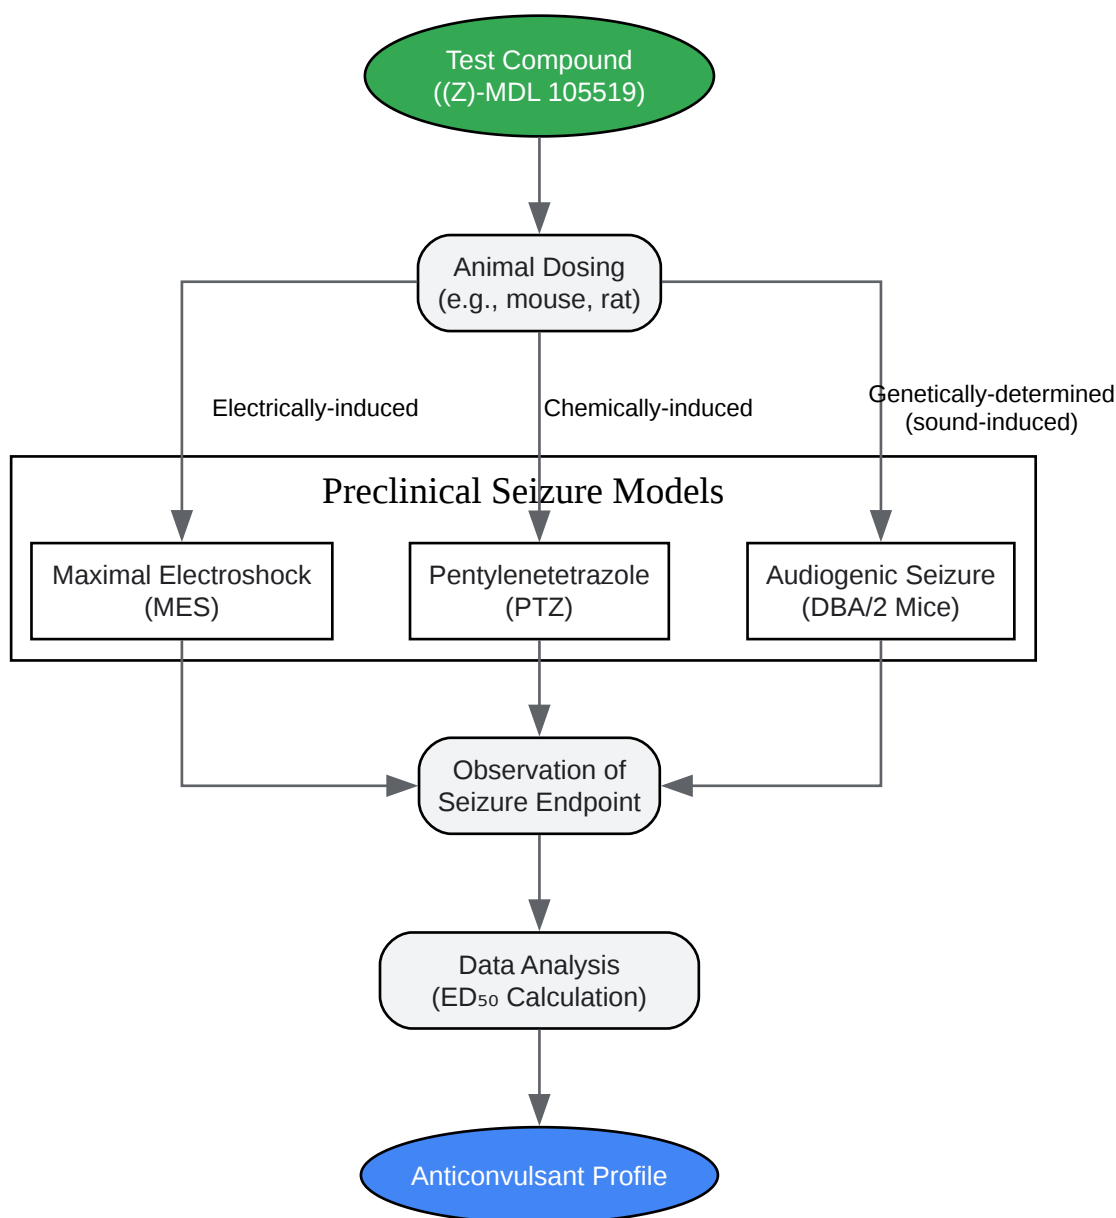 Test Compound
((Z)-MDL 105519)
Animal Dosing
(e.g., mouse, rat)
Electrically-induced
Chemically-induced
Genetically-determined
(sound-induced)
Preclinical Seizure Models
Maximal Electroshock
(MES)
Pentylenetetrazole
(PTZ)
Audiogenic Seizure
(DBA/2 Mice)
Observation of
Seizure Endpoint
Data Analysis
(ED₅₀ Calculation)
Anticonvulsant Profile